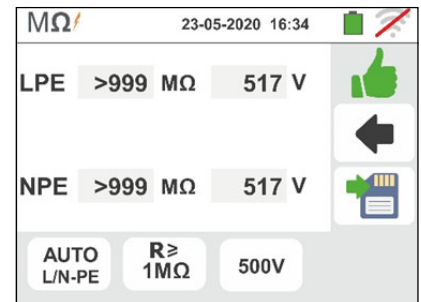 MΩ 23-05-2020 16:34
LPE >999 MΩ 517 V
NPE >999 MΩ 517 V
AUTO L/N-PE
R≥ 1MΩ
500V